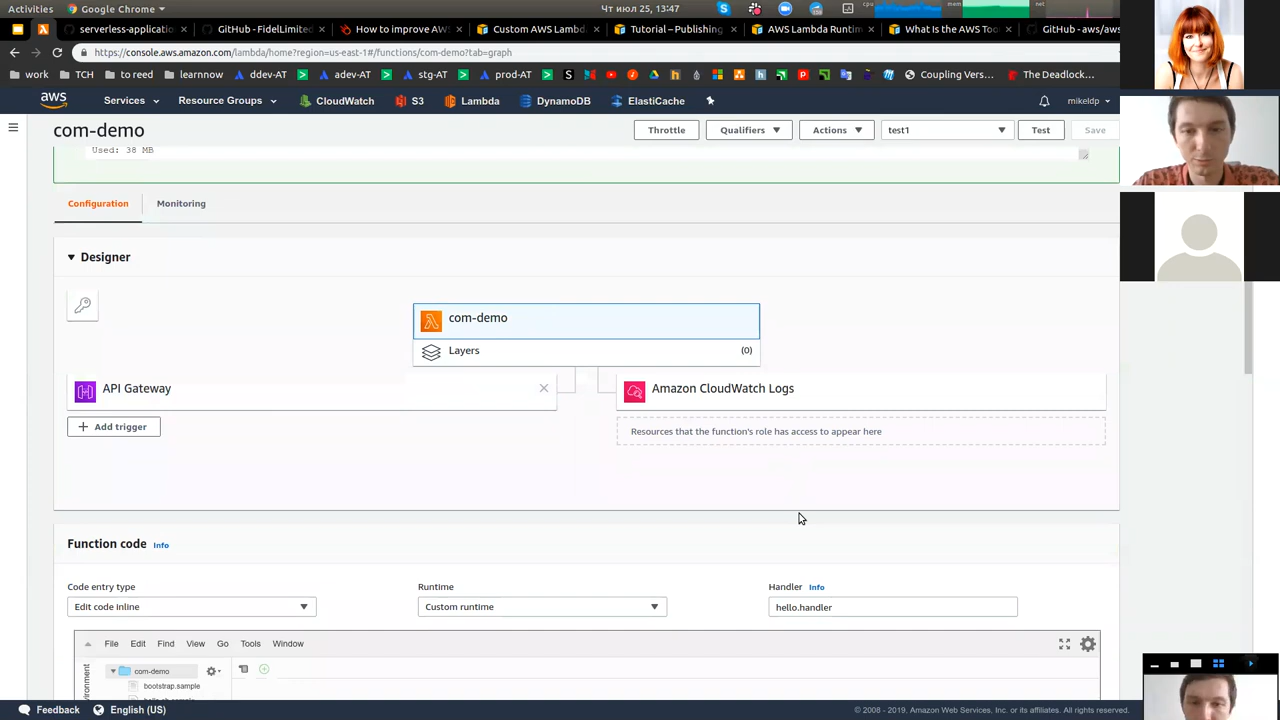 Activities
Google Chrome
Чт июл 25, 13:47
serverless-applicatio
GitHub - FidelLimited
How to improve AWS
Custom AWS Lambda
Tutorial – Publishing
AWS Lambda Runtim
What Is the AWS Tool
GitHub - aws/aws
https://console.aws.amazon.com/lambda/home?region=us-east-1#/functions/com-demo?tab=graph
work
TCH
to reed
learnnow
ddev-AT
adev-AT
stg-AT
prod-AT
Coupling Vers...
The Deadlock...
aws
Services
Resource Groups
CloudWatch
S3
Lambda
DynamoDB
ElastiCache
mikeldp
com-demo
Throttle
Qualifiers
Actions
test1
Test
Save
Used: 38 MB
Configuration
Monitoring
Designer
com-demo
Layers
(0)
API Gateway
Amazon CloudWatch Logs
Add trigger
Resources that the function's role has access to appear here
Function code
Info
Code entry type
Runtime
Handler
Info
Edit code inline
Custom runtime
hello.handler
File
Edit
Find
View
Go
Tools
Window
com-demo
bootstrap.sample
Feedback
English (US)
© 2008 - 2019, Amazon Web Services, Inc. or its affiliates. All rights reserved.